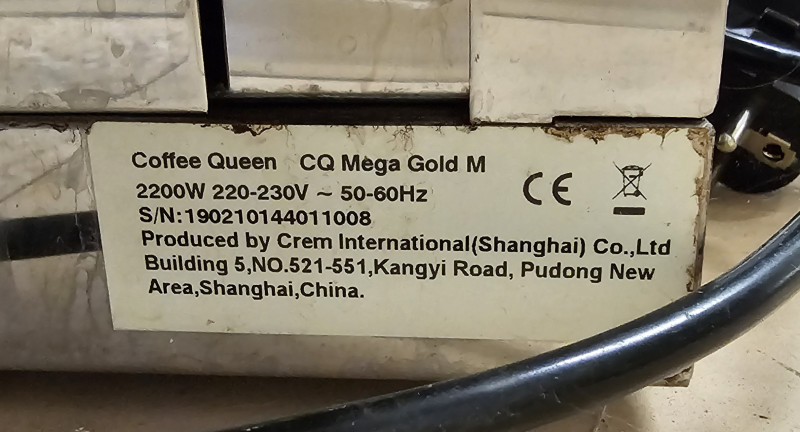 Coffee Queen CQ Mega Gold M
2200W 220-230V ~ 50-60Hz
S/N:190210144011008
Produced by Crem International(Shanghai) Co.,Ltd
Building 5,NO.521-551,Kangyi Road, Pudong New
Area,Shanghai,China.
CE